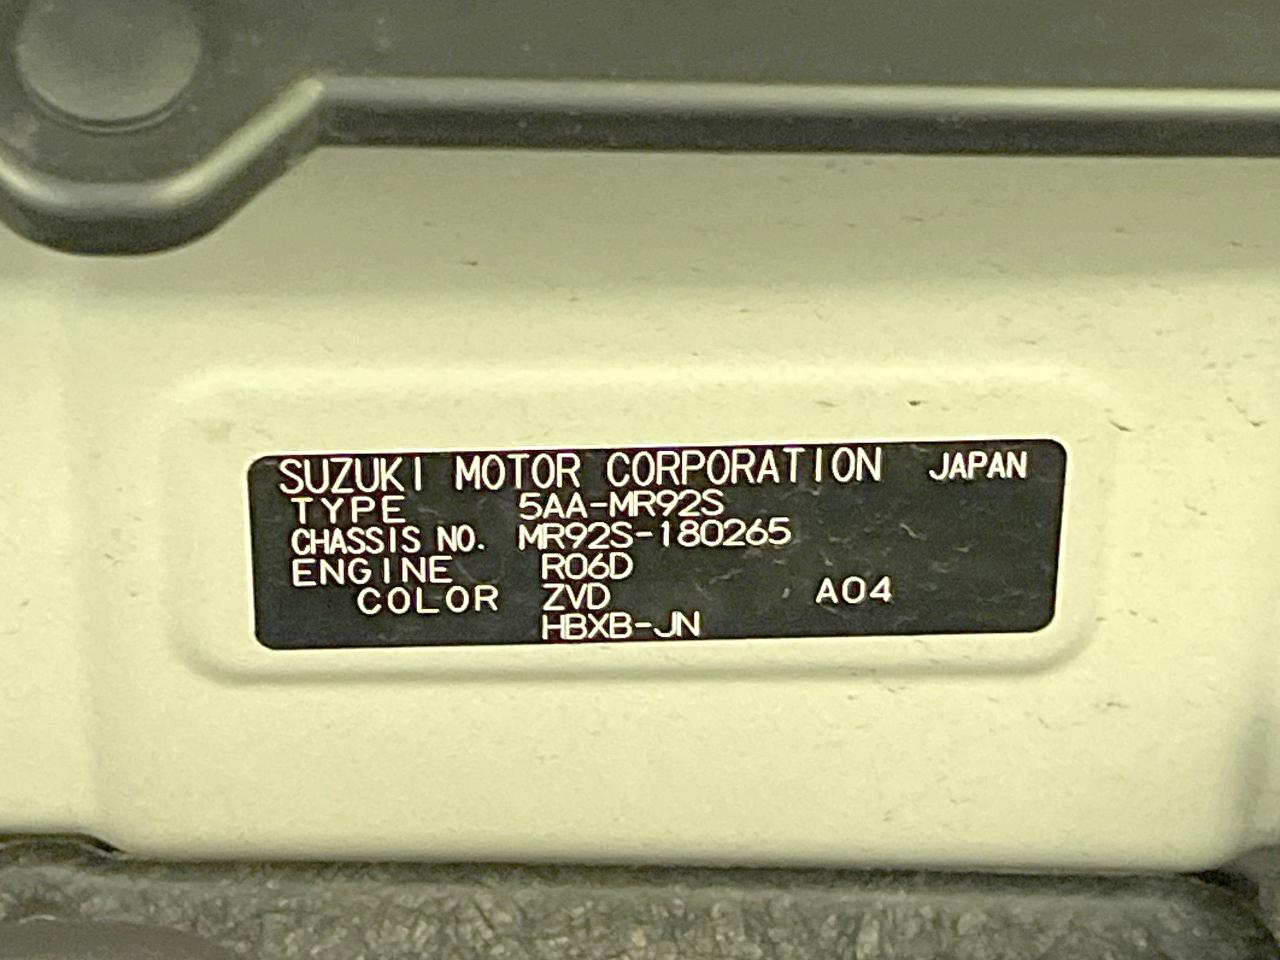 SUZUKI MOTOR CORPORATION JAPAN
TYPE 5AA-MR92S
CHASSIS NO. MR92S-180265
ENGINE R06D
COLOR ZVD A04
HBXB-JN